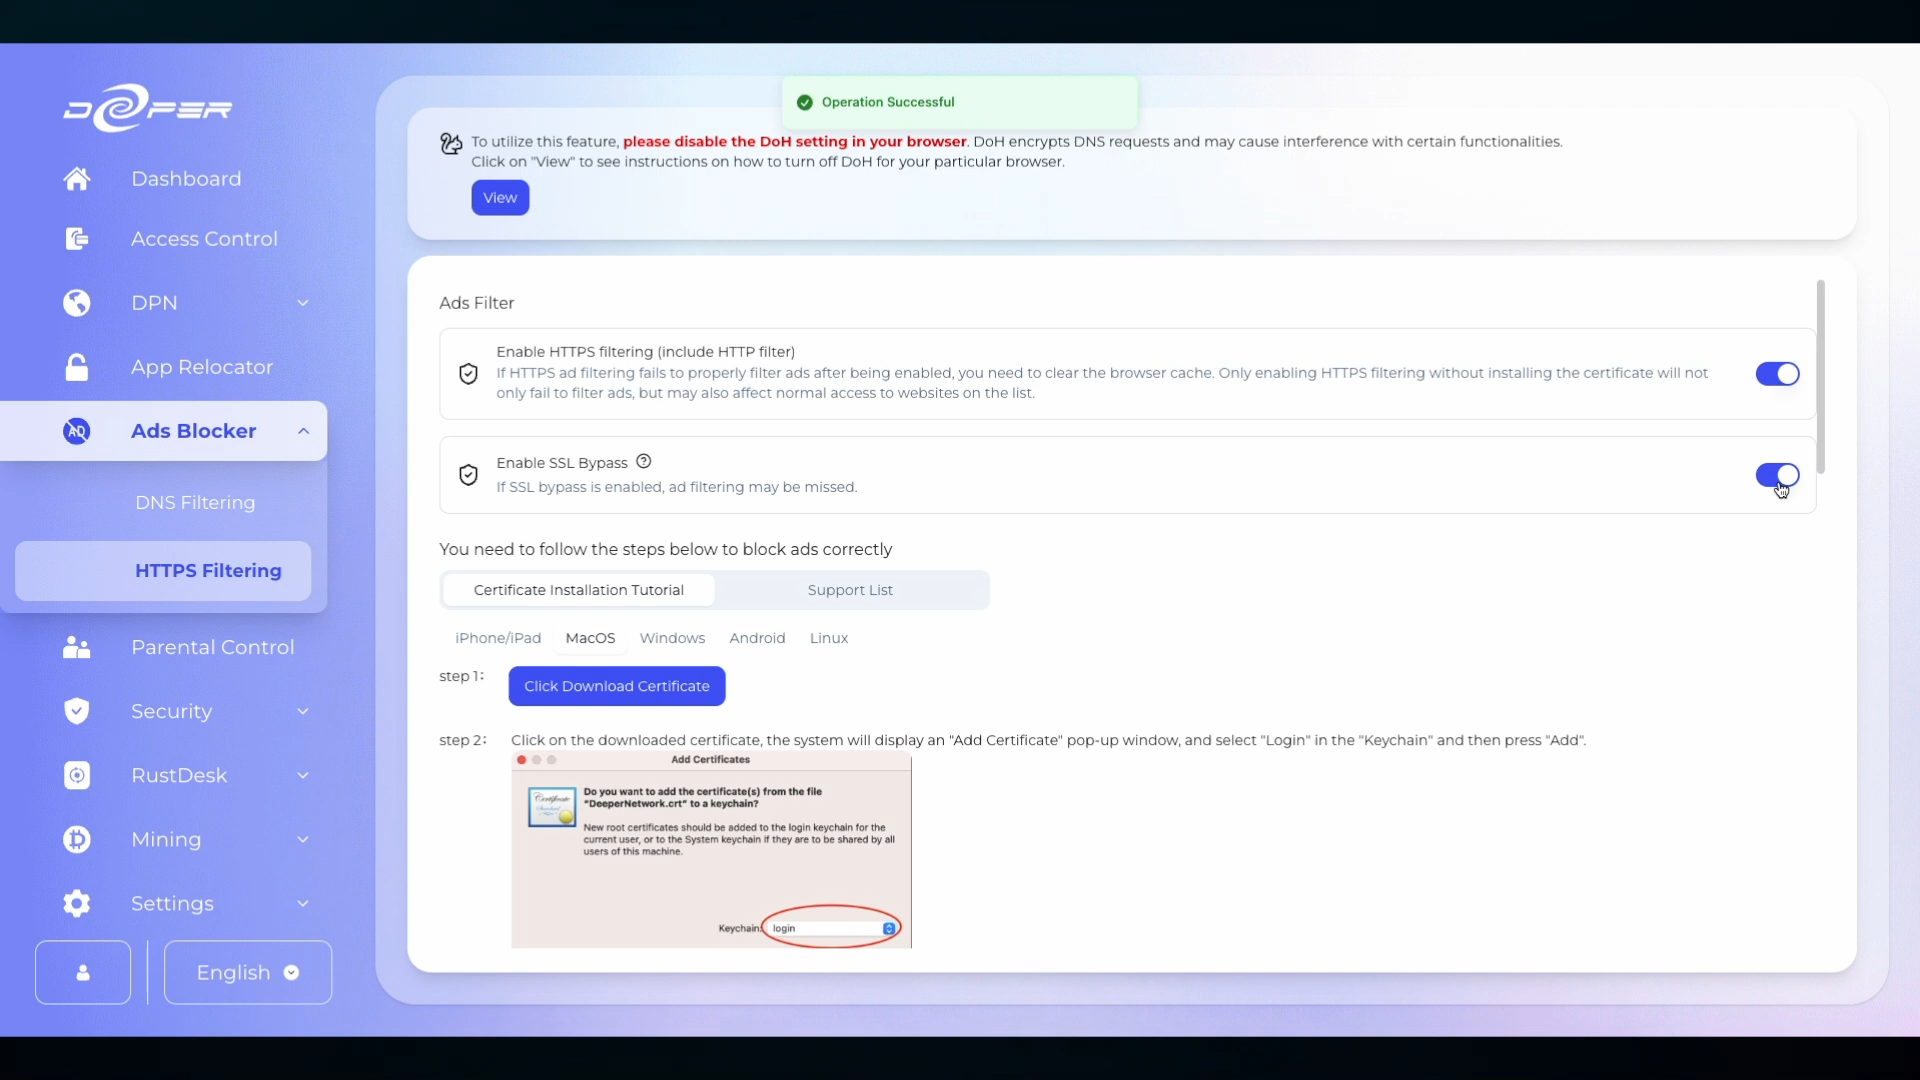 DEEPER
Operation Successful
To utilize this feature, please disable the DoH setting in your browser. DoH encrypts DNS requests and may cause interference with certain functionalities.
Click on "View" to see instructions on how to turn off DoH for your particular browser.
View
Dashboard
Access Control
DPN
App Relocator
AD
Ads Blocker
DNS Filtering
HTTPS Filtering
Parental Control
Security
RustDesk
Mining
Settings
English
Ads Filter
Enable HTTPS filtering (include HTTP filter)
If HTTPS ad filtering fails to properly filter ads after being enabled, you need to clear the browser cache. Only enabling HTTPS filtering without installing the certificate will not
only fail to filter ads, but may also affect normal access to websites on the list.
Enable SSL Bypass ?
If SSL bypass is enabled, ad filtering may be missed.
You need to follow the steps below to block ads correctly
Certificate Installation Tutorial
Support List
iPhone/iPad MacOS Windows Android Linux
step 1: Click Download Certificate
step 2: Click on the downloaded certificate, the system will display an "Add Certificate" pop-up window, and select "Login" in the "Keychain" and then press "Add".
Add Certificates
Certificate
Do you want to add the certificate(s) from the file
"DeeperNetwork.crt" to a keychain?
New root certificates should be added to the login keychain for the
current user, or to the System keychain if they are to be shared by all
users of this machine.
Keychain: login